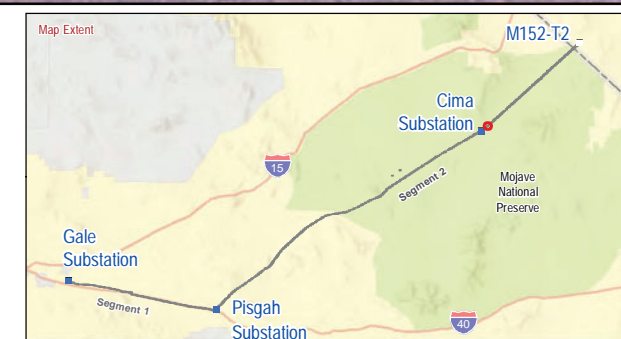 Map Extent
M152-T2
Cima
Substation
15
Segment 2
Mojave
National
Preserve
Gale
Substation
Segment 1
Pisgah
Substation
40